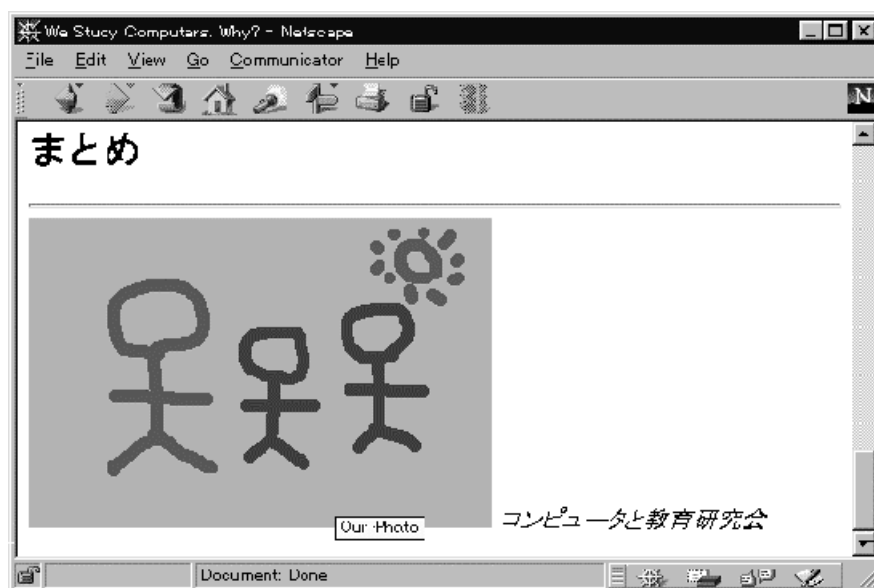 We Stucy Computers. Why? - Netscape
File Edit View Go Communicator Help
N
まとめ
Our Photo
コンピュータと教育研究会
Document: Done